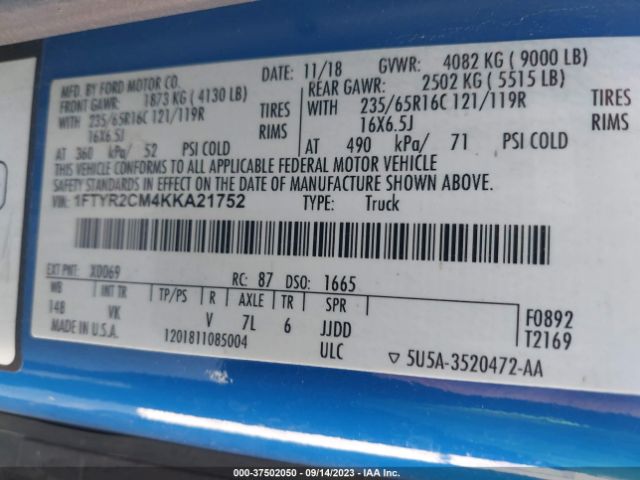 MFD. BY FORD MOTOR CO. DATE: 11/18 GVWR: 4082 KG ( 9000 LB)
FRONT GAWR: 1873 KG ( 4130 LB) REAR GAWR: 2502 KG ( 5515 LB)
WITH 235/65R16C 121/119R TIRES WITH 235/65R16C 121/119R TIRES
16X6.5J RIMS 16X6.5J RIMS
AT 360 kPa/ 52 PSI COLD AT 490 kPa/ 71 PSI COLD
THIS VEHICLE CONFORMS TO ALL APPLICABLE FEDERAL MOTOR VEHICLE
SAFETY STANDARDS IN EFFECT ON THE DATE OF MANUFACTURE SHOWN ABOVE.
VIN: 1FTYR2CM4KKA21752 TYPE: Truck
EXT PNT: XD069 RC: 87 DSO: 1665
WB INT TR TP/PS R AXLE TR SPR
148 VK V 7L 6 JJDD
F0892
T2169
MADE IN U.S.A. 1201811085004 ULC ▽ 5U5A-3520472-AA
000-37502050 - 09/14/2023 - IAA Inc.